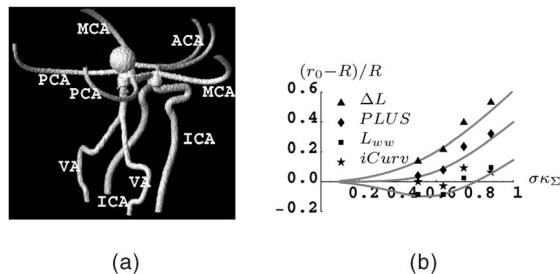 MCA
ACA
PCA
PCA
MCA
ICA
VA
VA
ICA
(r₀−R)/R
0.6
ΔL
PLUS
0.4
L_ww
0.2
iCurv
0.0
0.2 0.4 0.6 0.8 1
σκ_Σ
−0.2
(a)
(b)